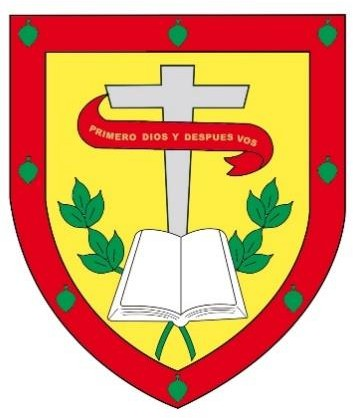 PRIMERO DIOS Y DESPUES VOS